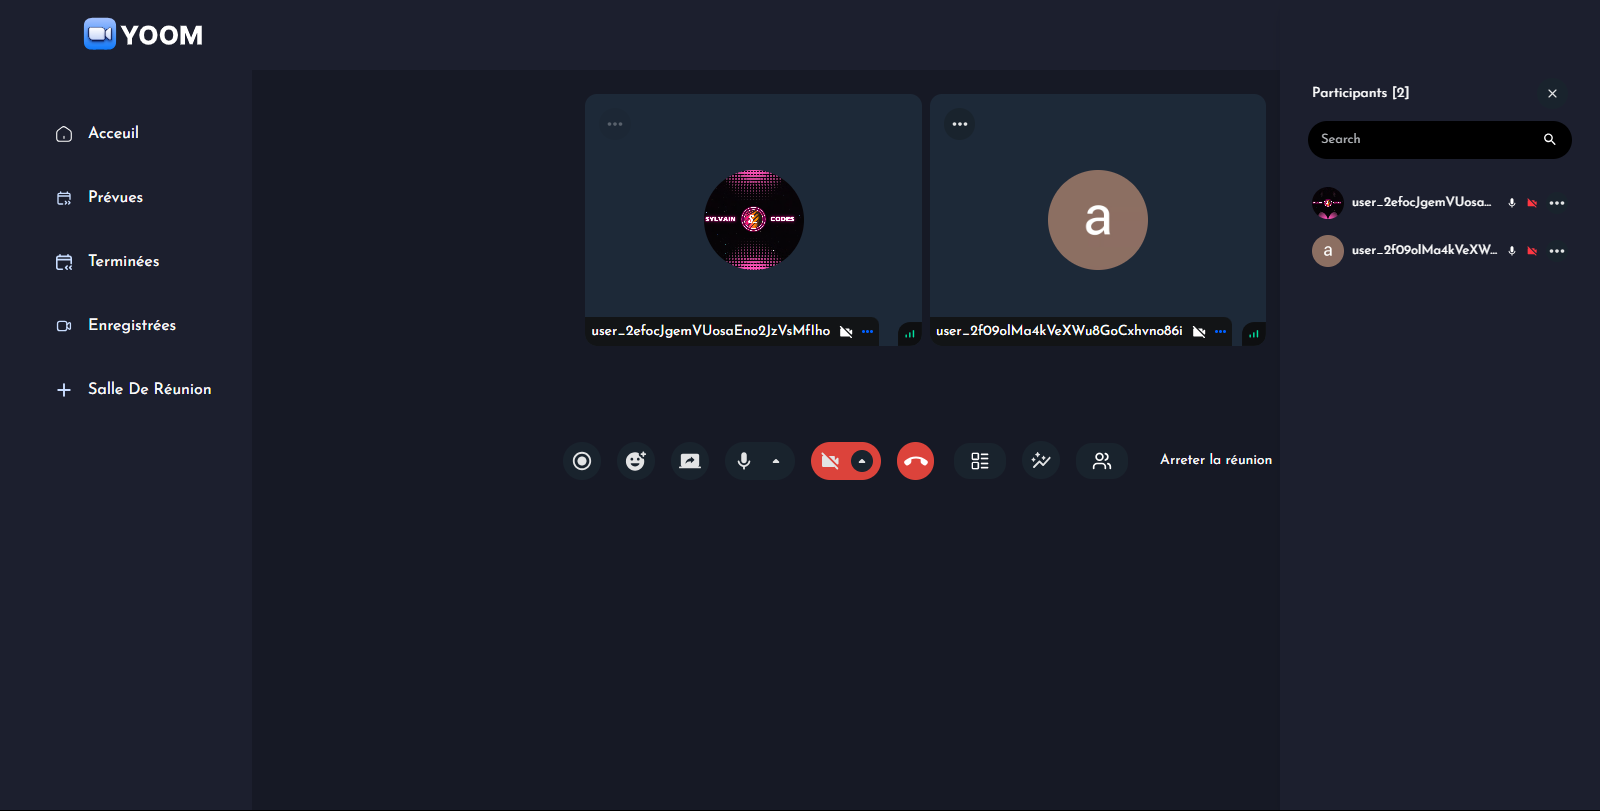 YOOM
Acceuil
Prévues
Terminées
Enregistrées
Salle De Réunion
SYLVAIN CODES
user_2efocJgemVUosaEno2JzVsMfIho
a
user_2f09olMa4kVeXWu8GoCxhvno86i
Arreter la réunion
Participants [2]
Search
user_2efocJgemVUosa...
a user_2f09olMa4kVeXW...